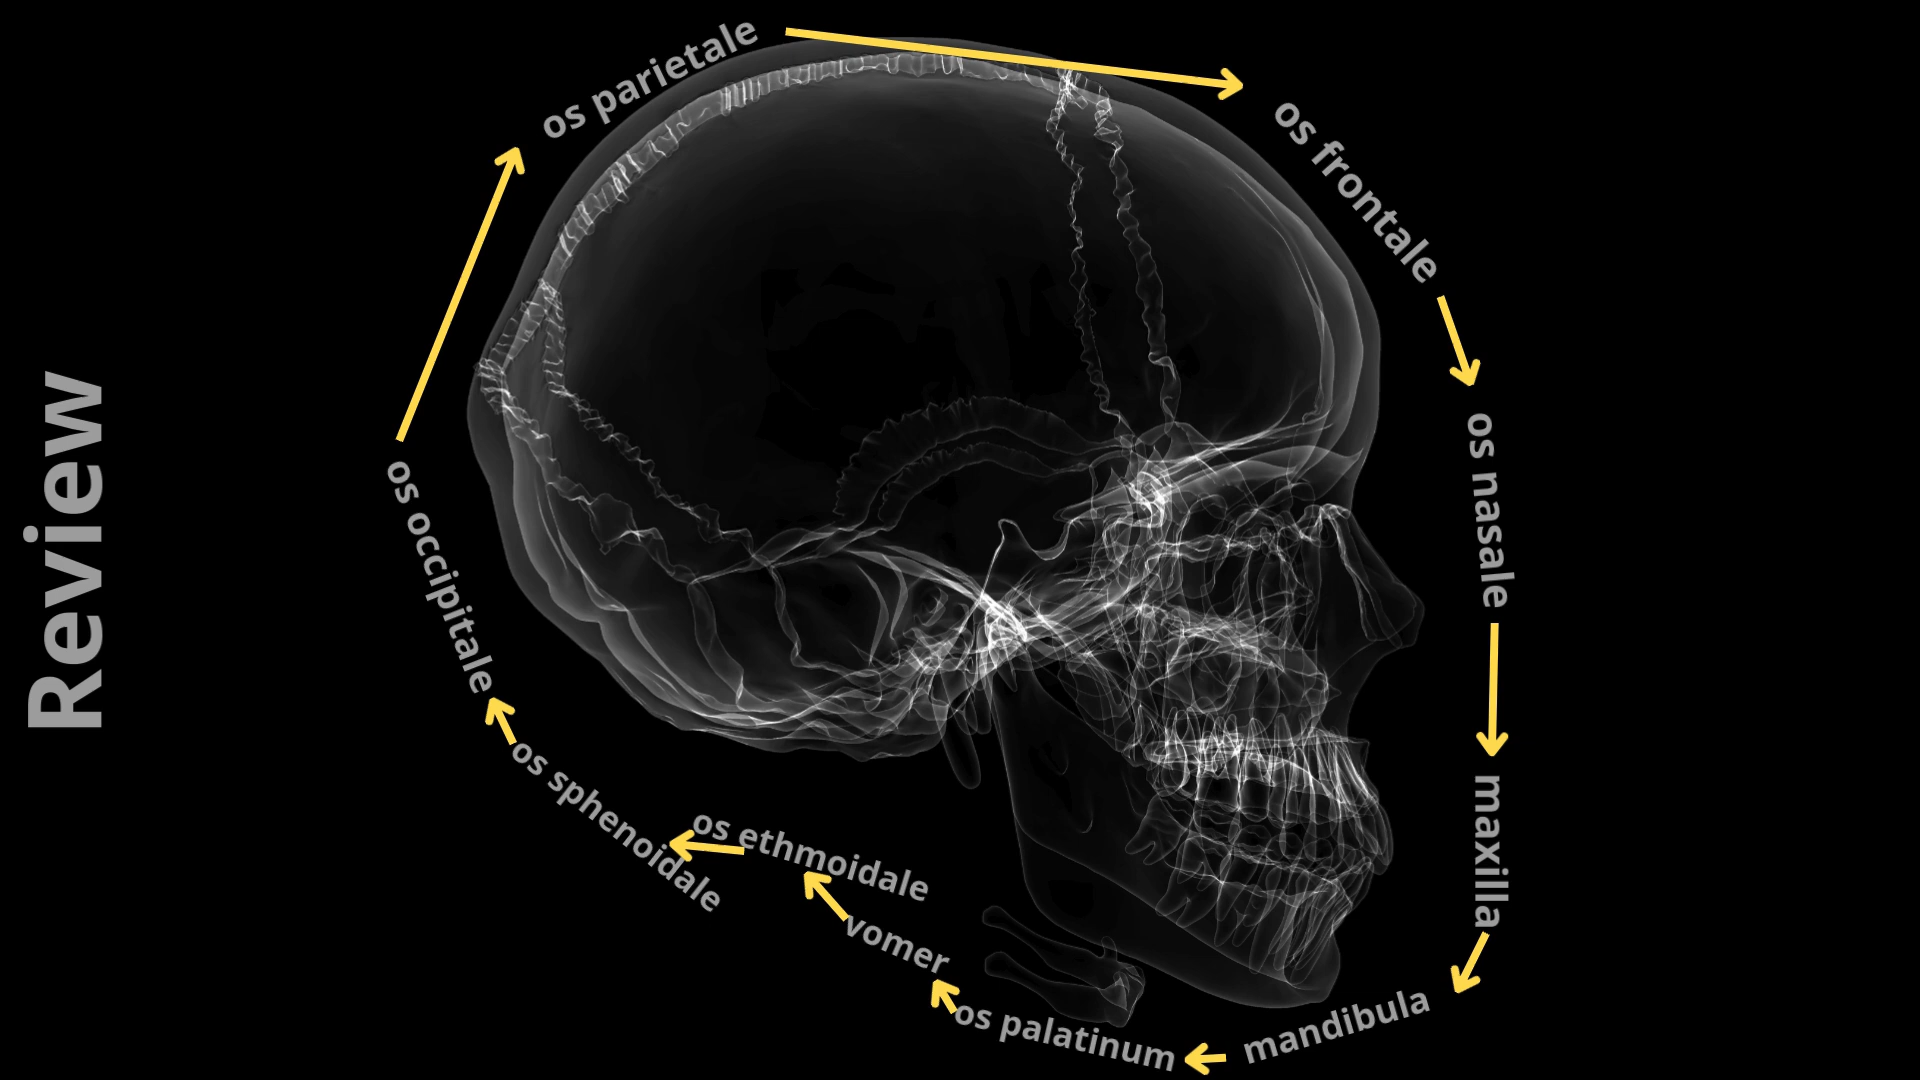 Review
os parietale
os frontale
os nasale
maxilla
mandibula
os palatinum
vomer
os ethmoidale
os sphenoidale
os occipitale